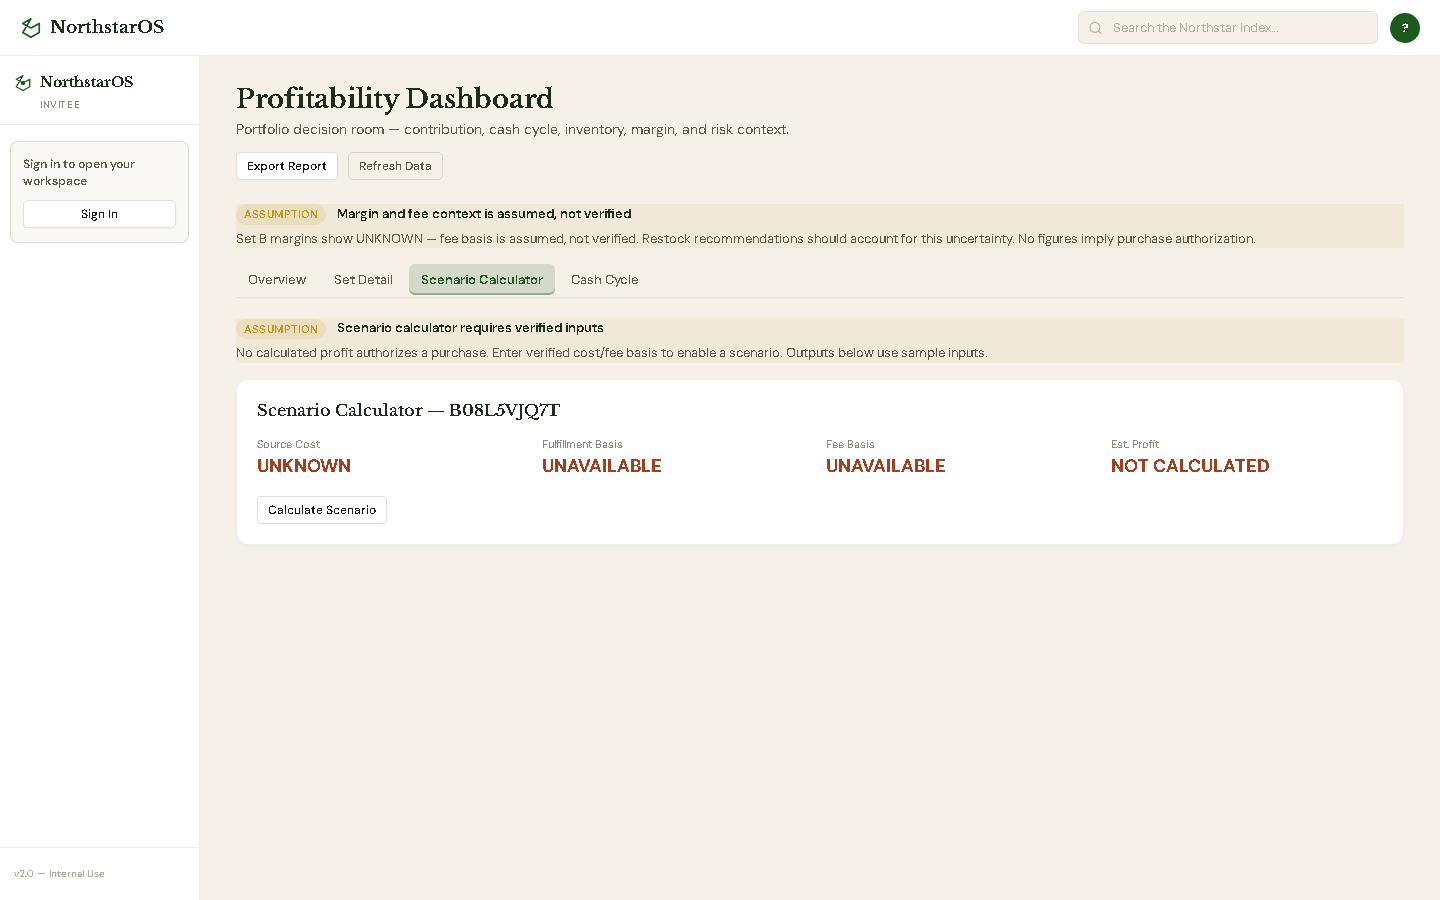 NorthstarOS
Search the Northstar Index...
?
NorthstarOS
INVITEE
Sign in to open your
workspace
Sign In
v2.0 — Internal Use
Profitability Dashboard
Portfolio decision room — contribution, cash cycle, inventory, margin, and risk context.
Export Report
Refresh Data
ASSUMPTION Margin and fee context is assumed, not verified
Set B margins show UNKNOWN — fee basis is assumed, not verified. Restock recommendations should account for this uncertainty. No figures imply purchase authorization.
Overview Set Detail Scenario Calculator Cash Cycle
ASSUMPTION Scenario calculator requires verified inputs
No calculated profit authorizes a purchase. Enter verified cost/fee basis to enable a scenario. Outputs below use sample inputs.
Scenario Calculator — B08L5VJQ7T
Source Cost
UNKNOWN
Fulfillment Basis
UNAVAILABLE
Fee Basis
UNAVAILABLE
Est. Profit
NOT CALCULATED
Calculate Scenario